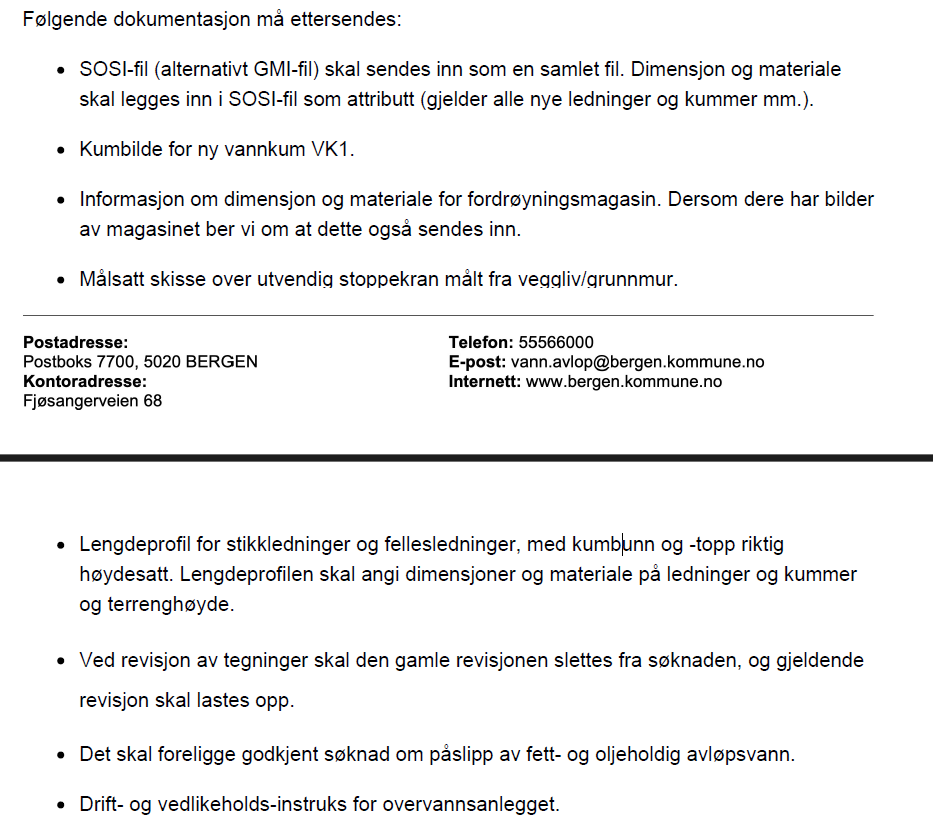 Følgende dokumentasjon må ettersendes:
• SOSI-fil (alternativt GMI-fil) skal sendes inn som en samlet fil. Dimensjon og materiale
skal legges inn i SOSI-fil som attributt (gjelder alle nye ledninger og kummer mm.).
• Kumbilde for ny vannkum VK1.
• Informasjon om dimensjon og materiale for fordrøyningsmagasin. Dersom dere har bilder
av magasinet ber vi om at dette også sendes inn.
• Målsatt skisse over utvendig stoppekran målt fra veggliv/grunnmur.
Postadresse:
Postboks 7700, 5020 BERGEN
Kontoradresse:
Fjøsangerveien 68
Telefon: 55566000
E-post: vann.avlop@bergen.kommune.no
Internett: www.bergen.kommune.no
• Lengdeprofil for stikkledninger og fellesledninger, med kumbunn og -topp riktig
høydesatt. Lengdeprofilen skal angi dimensjoner og materiale på ledninger og kummer
og terrenghøyde.
• Ved revisjon av tegninger skal den gamle revisjonen slettes fra søknaden, og gjeldende
revisjon skal lastes opp.
• Det skal foreligge godkjent søknad om påslipp av fett- og oljeholdig avløpsvann.
• Drift- og vedlikeholds-instruks for overvannsanlegget.